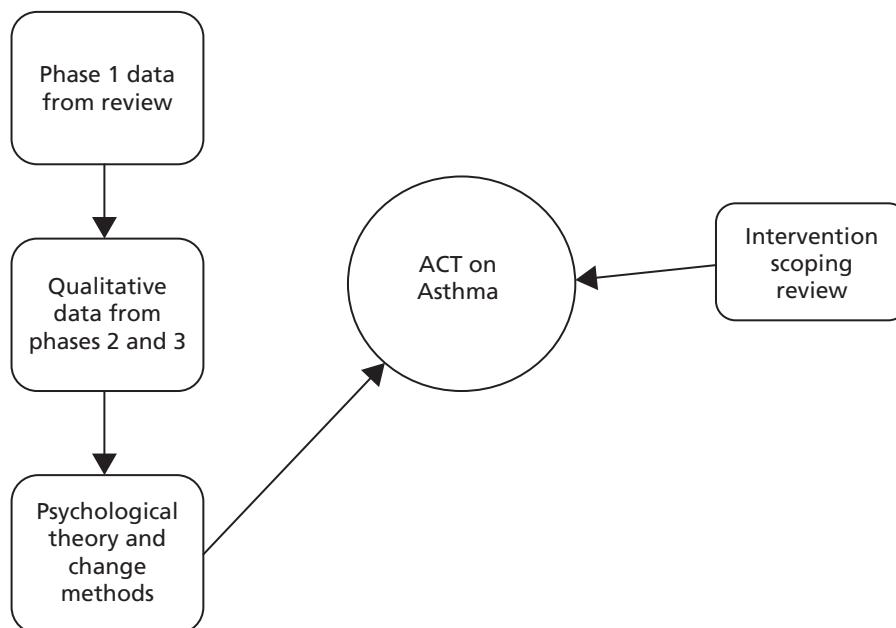 Phase 1 data
from review
Qualitative
data from
phases 2 and 3
Psychological
theory and
change
methods
ACT on
Asthma
Intervention
scoping
review